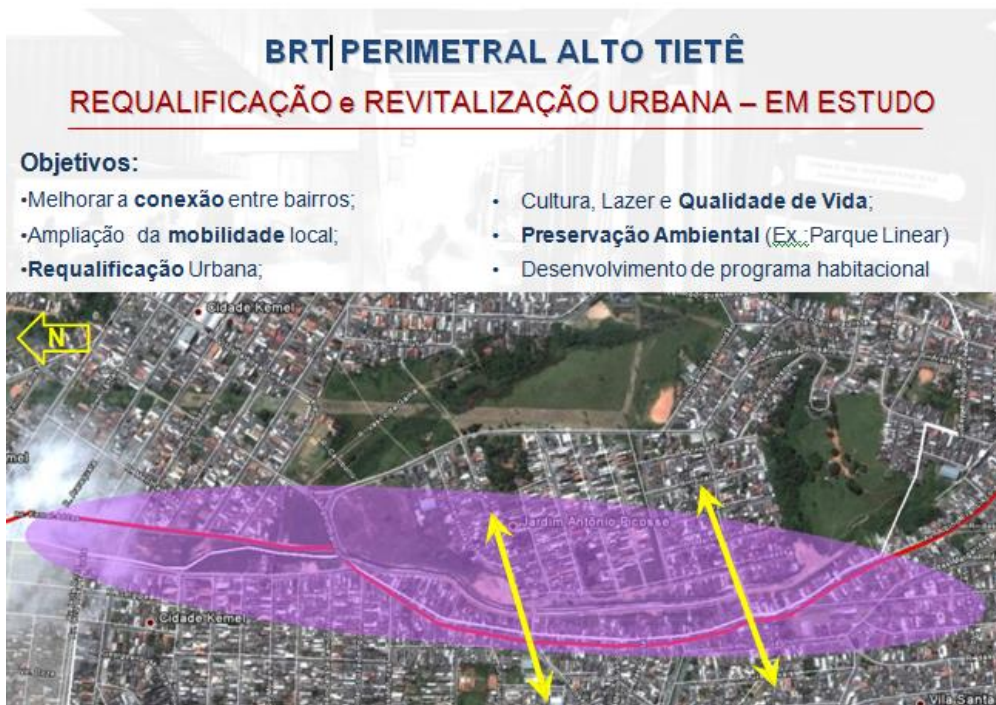 BRT PERIMETRAL ALTO TIETÊ
REQUALIFICAÇÃO e REVITALIZAÇÃO URBANA – EM ESTUDO
Objetivos:
•Melhorar a conexão entre bairros;
•Ampliação da mobilidade local;
•Requalificação Urbana;
• Cultura, Lazer e Qualidade de Vida;
• Preservação Ambiental (Ex.:Parque Linear)
• Desenvolvimento de programa habitacional
Cidade Kemel
N
Jardim Antônio Picosse
Cidade Kemel
Vila Santa